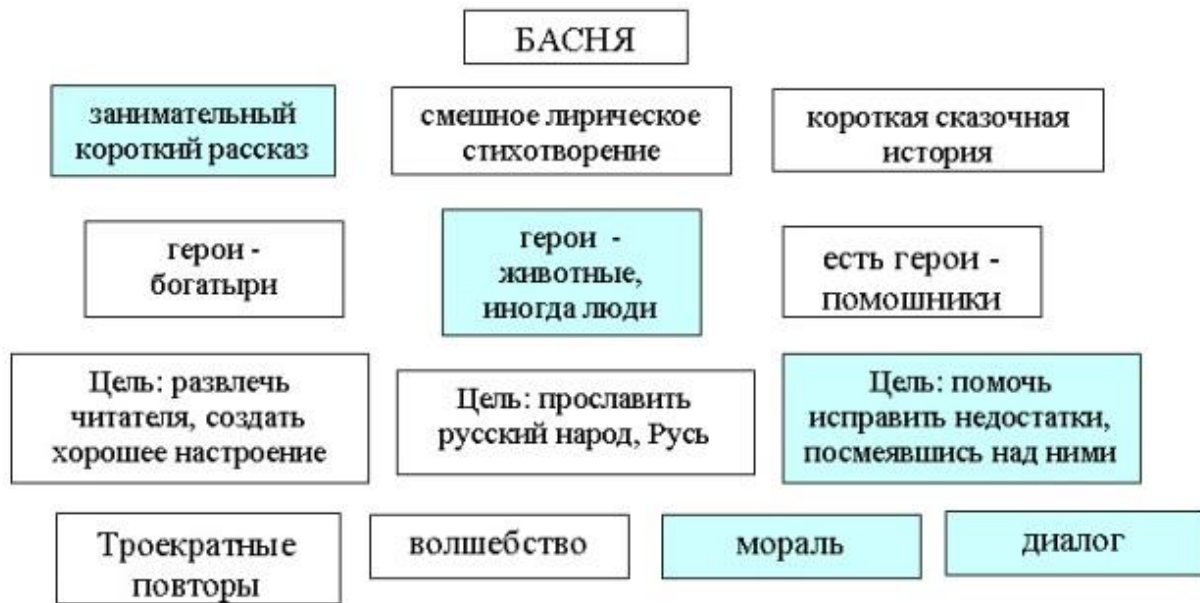 БАСНЯ
занимательный
короткий рассказ
смешное лирическое
стихотворение
короткая сказочная
история
герои -
богатыри
герои -
животные,
иногда люди
есть герои -
помошники
Цель: развлечь
читателя, создать
хорошее настроение
Цель: прославить
русский народ, Русь
Цель: помочь
исправить недостатки,
посмеявшись над ними
Троекратные
повторы
волшебство
мораль
диалог